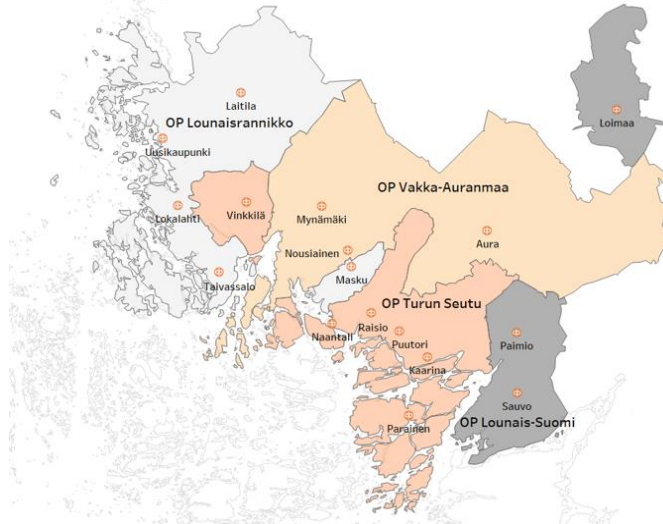 Laitila
OP Lounaisrannikko
Loimaa
Uusikaupunki
OP Vakka-Auranmaa
Lokalahti
Vinkkilä
Mynämäki
Aura
Nousiainen
Masku
Taivassalo
OP Turun Seutu
Raisio
Naantali
Puutori
Paimio
Kaarina
Sauvo
Parainen
OP Lounais-Suomi